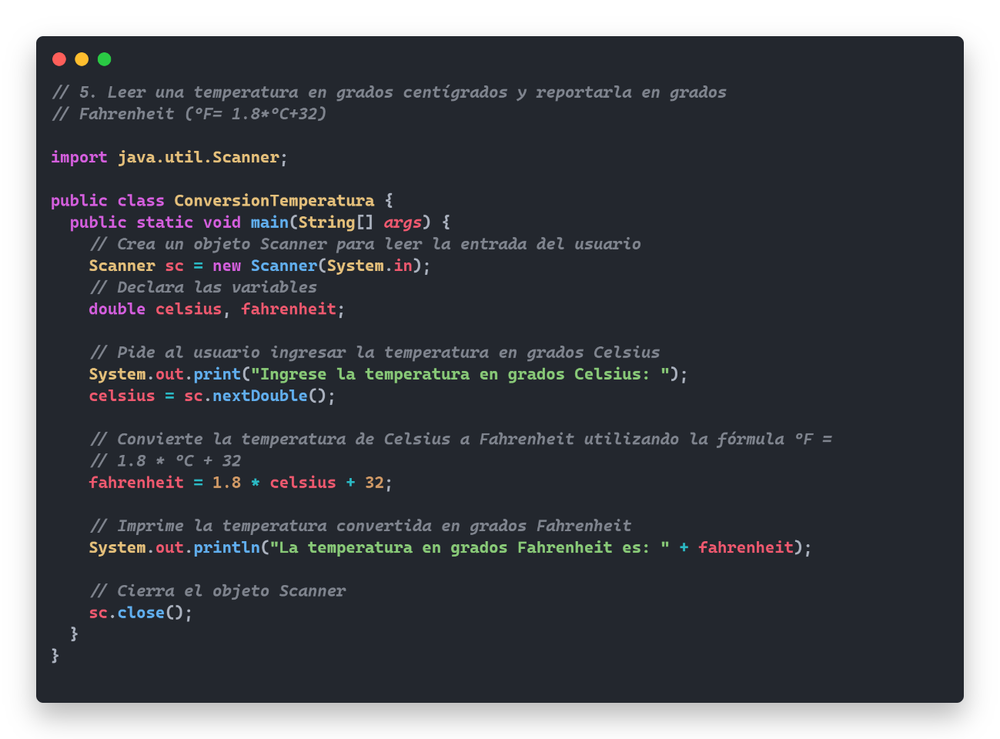 // 5. Leer una temperatura en grados centígrados y reportarla en grados
// Fahrenheit (°F= 1.8*°C+32)
import java.util.Scanner;
public class ConversionTemperatura {
public static void main(String[] args) {
// Crea un objeto Scanner para leer la entrada del usuario
Scanner sc = new Scanner(System.in);
// Declara las variables
double celsius, fahrenheit;
// Pide al usuario ingresar la temperatura en grados Celsius
System.out.print("Ingrese la temperatura en grados Celsius: ");
celsius = sc.nextDouble();
// Convierte la temperatura de Celsius a Fahrenheit utilizando la fórmula °F =
// 1.8 * °C + 32
fahrenheit = 1.8 * celsius + 32;
// Imprime la temperatura convertida en grados Fahrenheit
System.out.println("La temperatura en grados Fahrenheit es: " + fahrenheit);
// Cierra el objeto Scanner
sc.close();
}
}